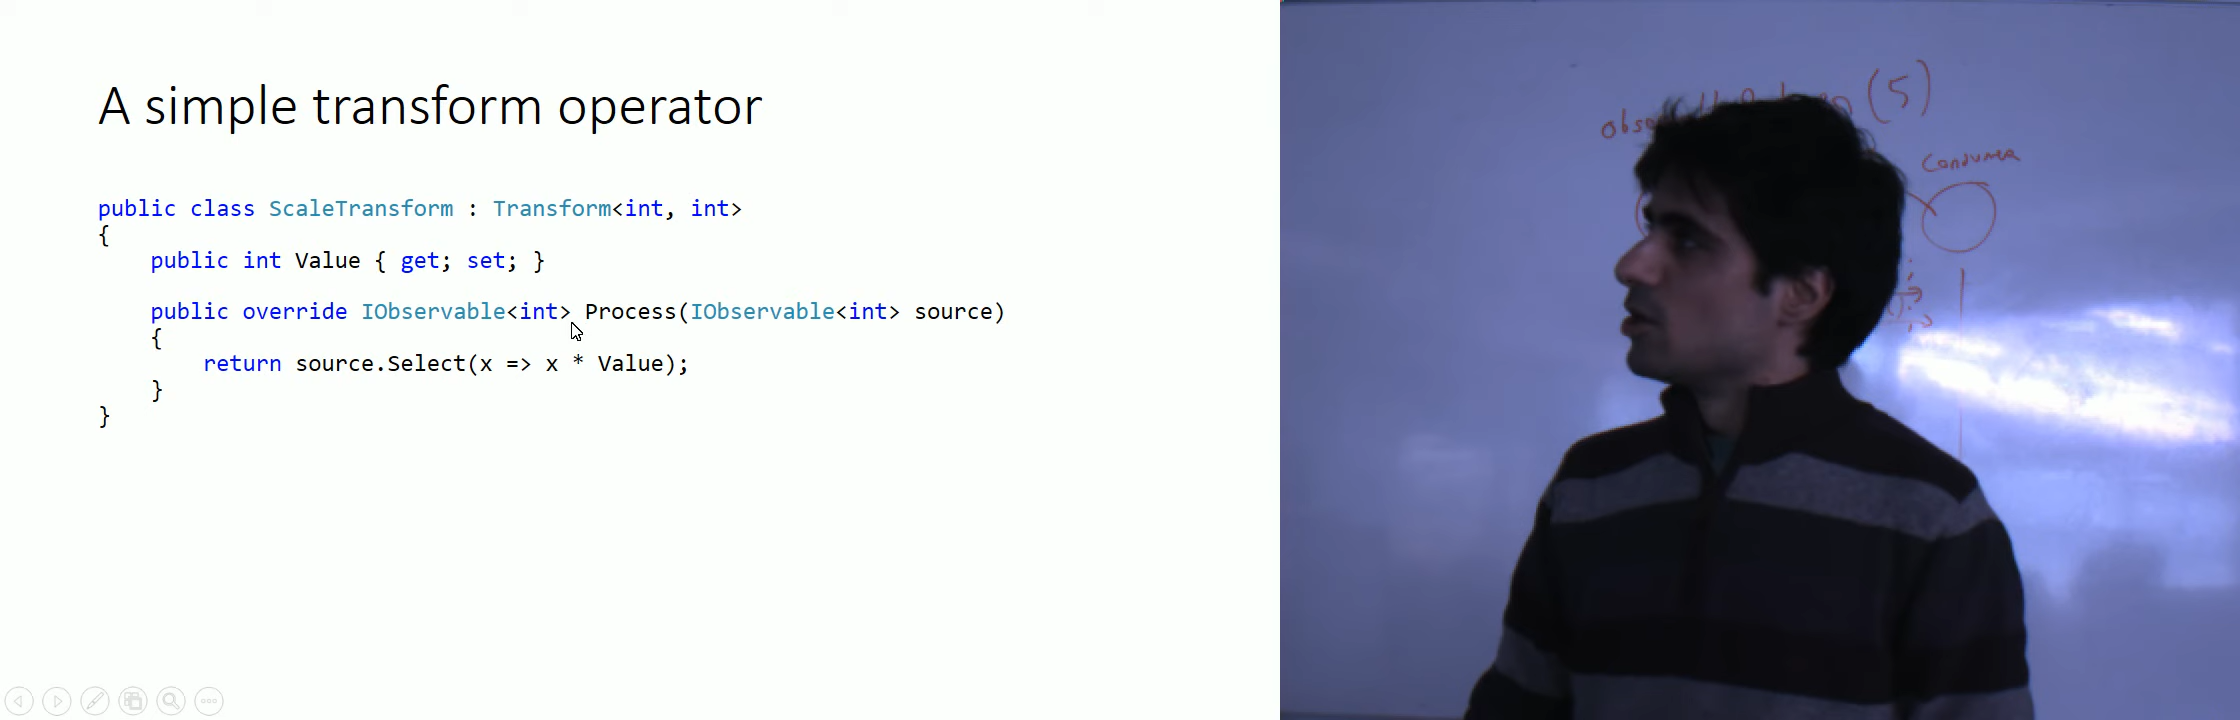 A simple transform operator
public class ScaleTransform : Transform<int, int>
{
public int Value { get; set; }
public override IObservable<int> Process(IObservable<int> source)
{
return source.Select(x => x * Value);
}
}
(5)
Consumer